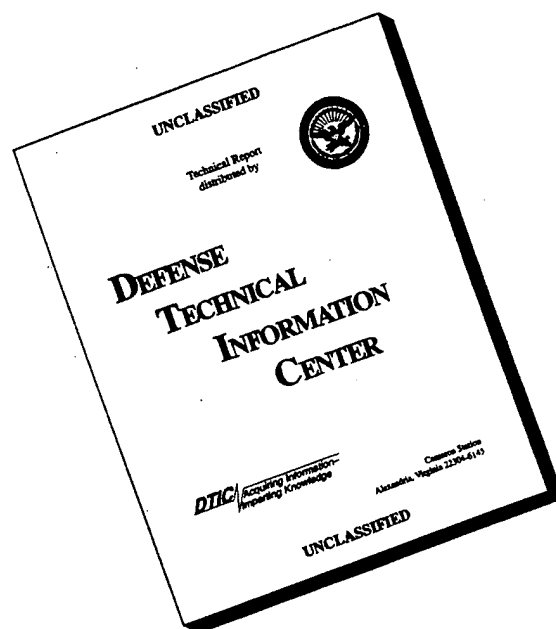 UNCLASSIFIED
Technical Report
distributed by
DEFENSE
TECHNICAL
INFORMATION
CENTER
DTIC
Acquiring Information–
Imparting Knowledge
Cameron Station
Alexandria, Virginia 22304-6145
UNCLASSIFIED